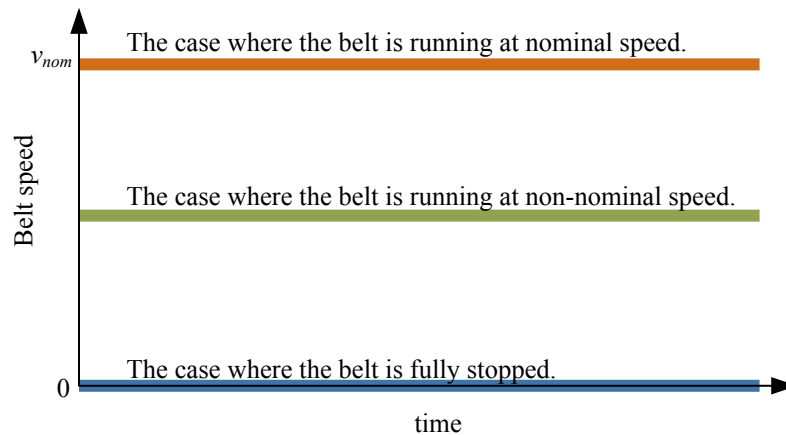 The case where the belt is running at nominal speed.
vnom
Belt speed
The case where the belt is running at non-nominal speed.
The case where the belt is fully stopped.
0
time